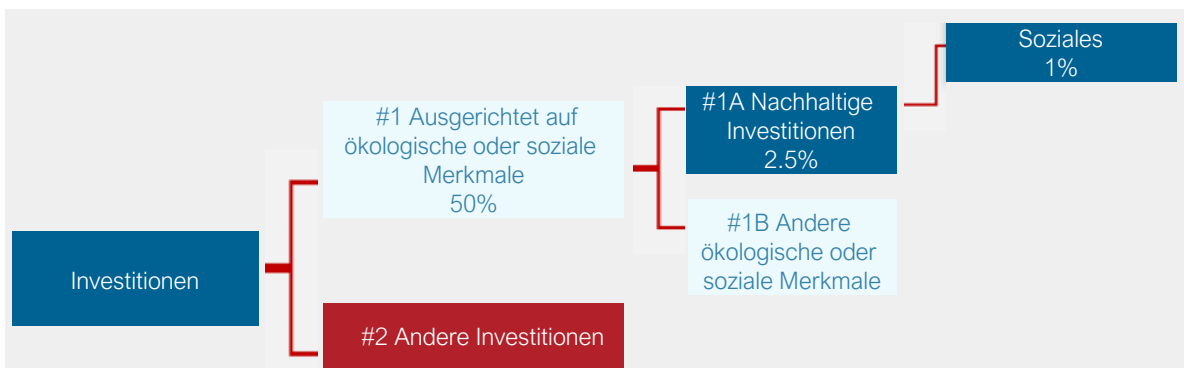 Soziales
1%
#1A Nachhaltige
Investitionen
2.5%
#1 Ausgerichtet auf
ökologische oder soziale
Merkmale
50%
#1B Andere
ökologische oder
soziale Merkmale
Investitionen
#2 Andere Investitionen